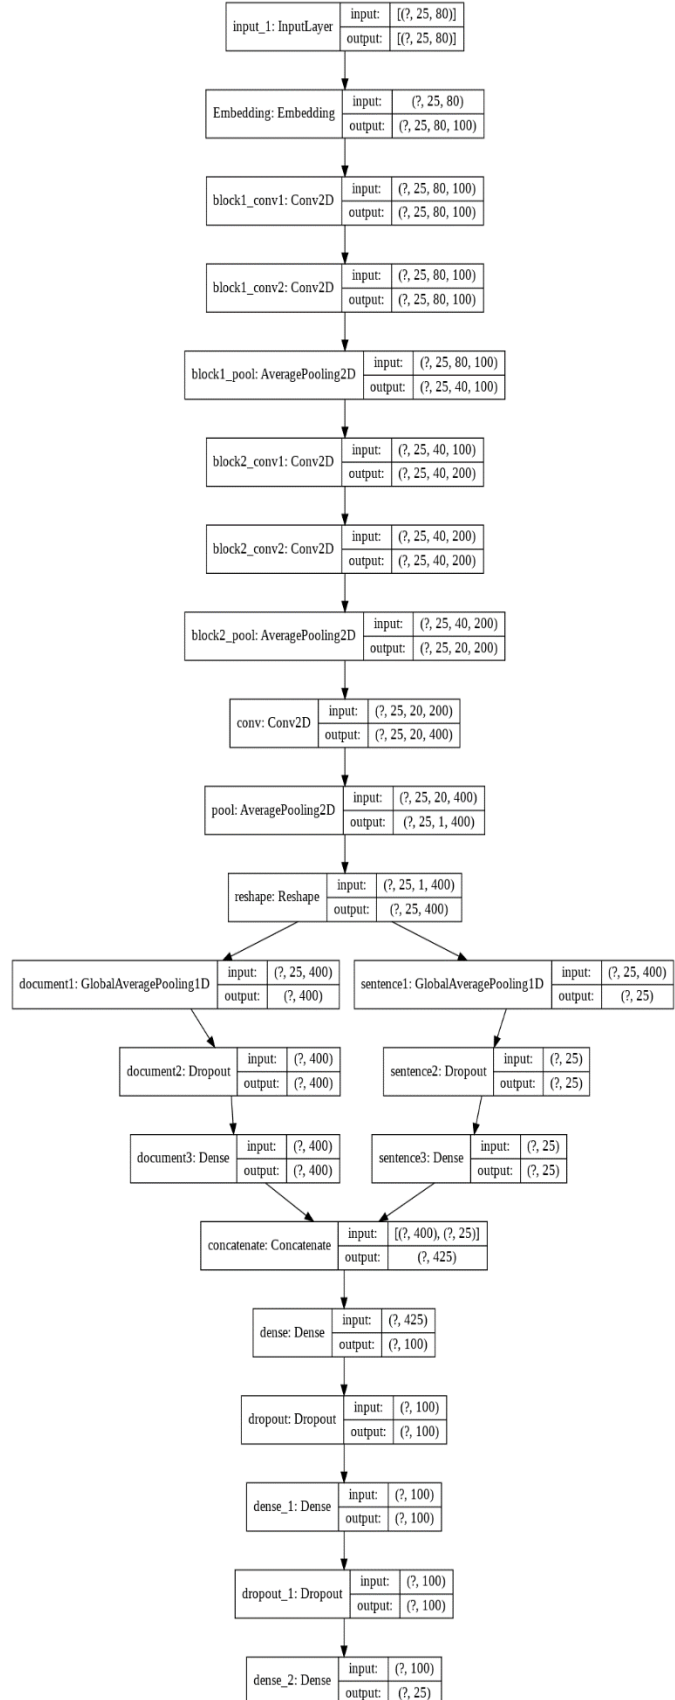 input_1: InputLayer
input: [(?, 25, 80)]
output: [(?, 25, 80)]
Embedding: Embedding
input: (?, 25, 80)
output: (?, 25, 80, 100)
block1_conv1: Conv2D
input: (?, 25, 80, 100)
output: (?, 25, 80, 100)
block1_conv2: Conv2D
input: (?, 25, 80, 100)
output: (?, 25, 80, 100)
block1_pool: AveragePooling2D
input: (?, 25, 80, 100)
output: (?, 25, 40, 100)
block2_conv1: Conv2D
input: (?, 25, 40, 100)
output: (?, 25, 40, 200)
block2_conv2: Conv2D
input: (?, 25, 40, 200)
output: (?, 25, 40, 200)
block2_pool: AveragePooling2D
input: (?, 25, 40, 200)
output: (?, 25, 20, 200)
conv: Conv2D
input: (?, 25, 20, 200)
output: (?, 25, 20, 400)
pool: AveragePooling2D
input: (?, 25, 20, 400)
output: (?, 25, 1, 400)
reshape: Reshape
input: (?, 25, 1, 400)
output: (?, 25, 400)
document1: GlobalAveragePooling1D
input: (?, 25, 400)
output: (?, 400)
sentence1: GlobalAveragePooling1D
input: (?, 25, 400)
output: (?, 25)
document2: Dropout
input: (?, 400)
output: (?, 400)
sentence2: Dropout
input: (?, 25)
output: (?, 25)
document3: Dense
input: (?, 400)
output: (?, 400)
sentence3: Dense
input: (?, 25)
output: (?, 25)
concatenate: Concatenate
input: [(?, 400), (?, 25)]
output: (?, 425)
dense: Dense
input: (?, 425)
output: (?, 100)
dropout: Dropout
input: (?, 100)
output: (?, 100)
dense_1: Dense
input: (?, 100)
output: (?, 100)
dropout_1: Dropout
input: (?, 100)
output: (?, 100)
dense_2: Dense
input: (?, 100)
output: (?, 25)